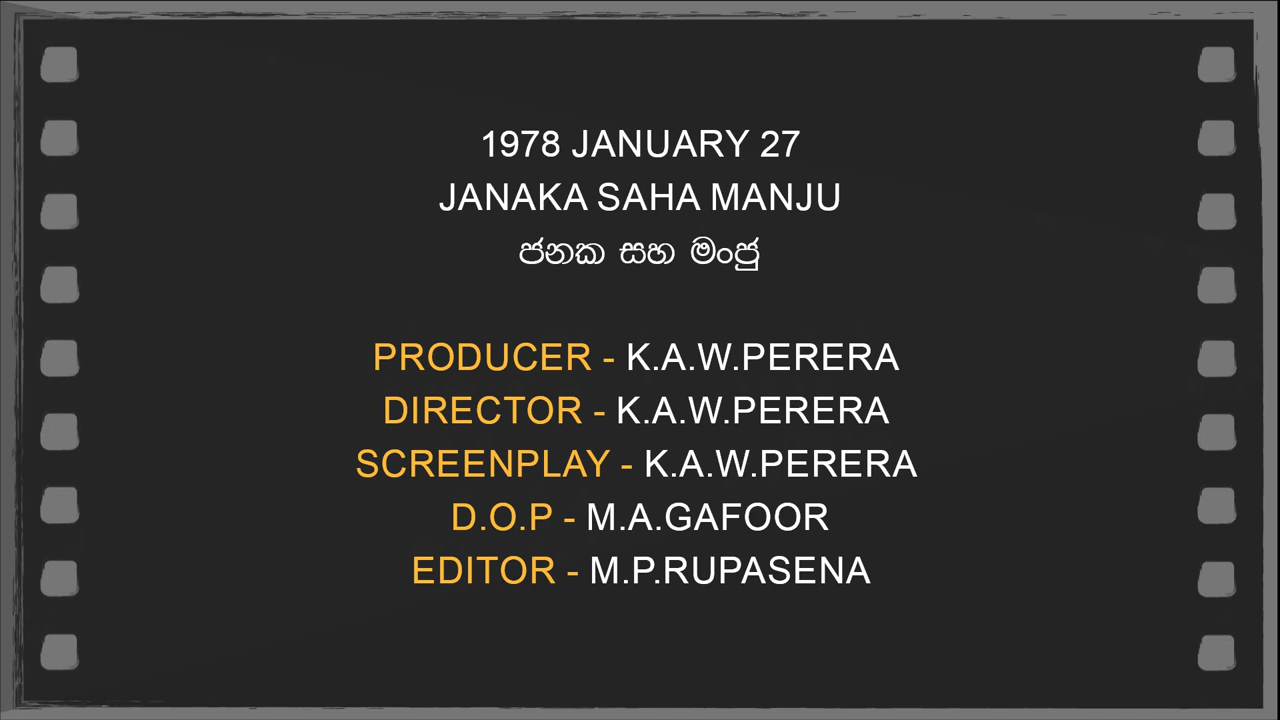 1978 JANUARY 27
JANAKA SAHA MANJU
ජනක සහ මංජු
PRODUCER - K.A.W.PERERA
DIRECTOR - K.A.W.PERERA
SCREENPLAY - K.A.W.PERERA
D.O.P - M.A.GAFOOR
EDITOR - M.P.RUPASENA